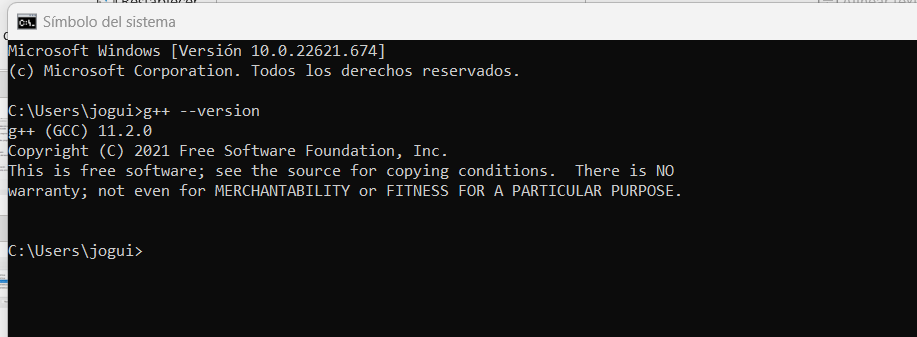 Restablecer
Símbolo del sistema
Microsoft Windows [Versión 10.0.22621.674]
(c) Microsoft Corporation. Todos los derechos reservados.
C:\Users\jogui>g++ --version
g++ (GCC) 11.2.0
Copyright (C) 2021 Free Software Foundation, Inc.
This is free software; see the source for copying conditions.  There is NO
warranty; not even for MERCHANTABILITY or FITNESS FOR A PARTICULAR PURPOSE.
C:\Users\jogui>